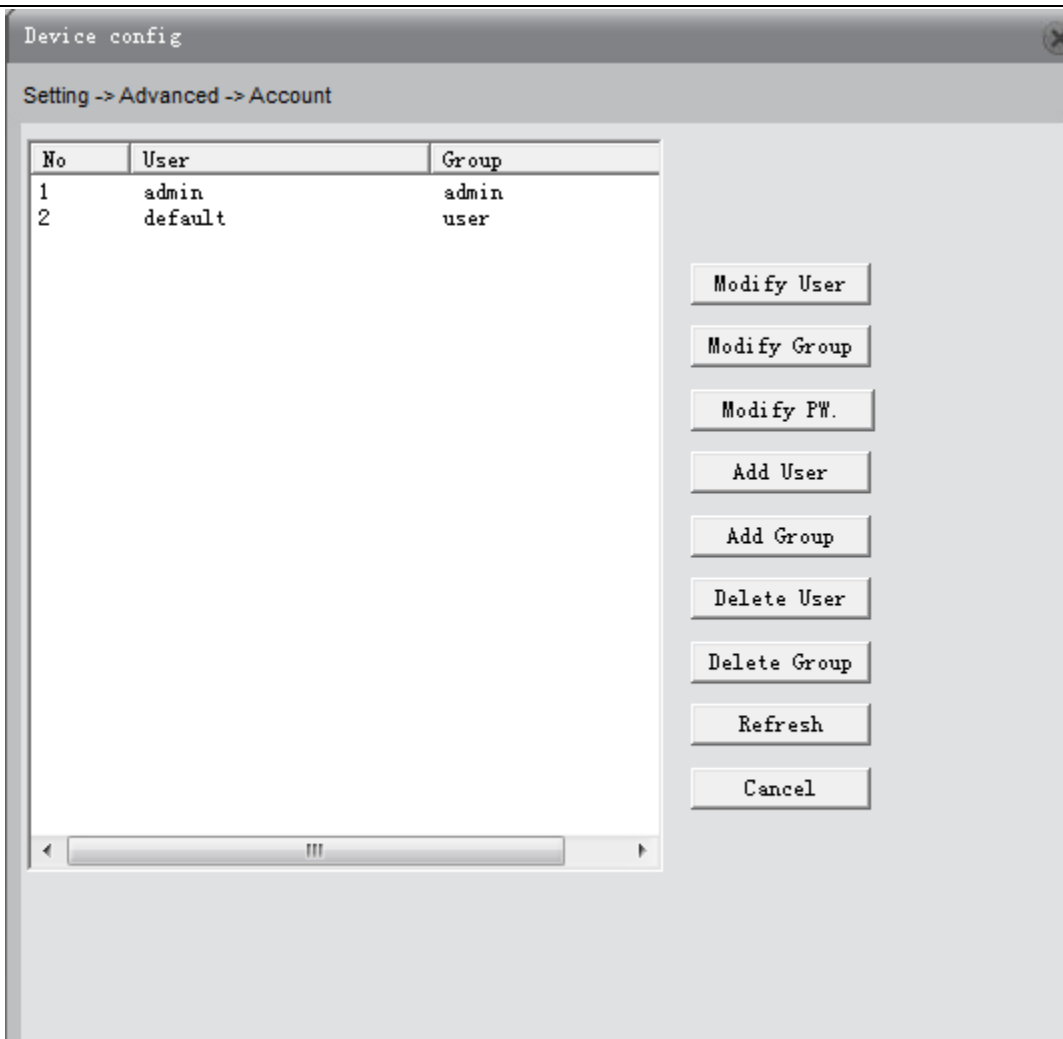 Device config
Setting -> Advanced -> Account
No User Group
1 admin admin
2 default user
Modify User
Modify Group
Modify PW.
Add User
Add Group
Delete User
Delete Group
Refresh
Cancel